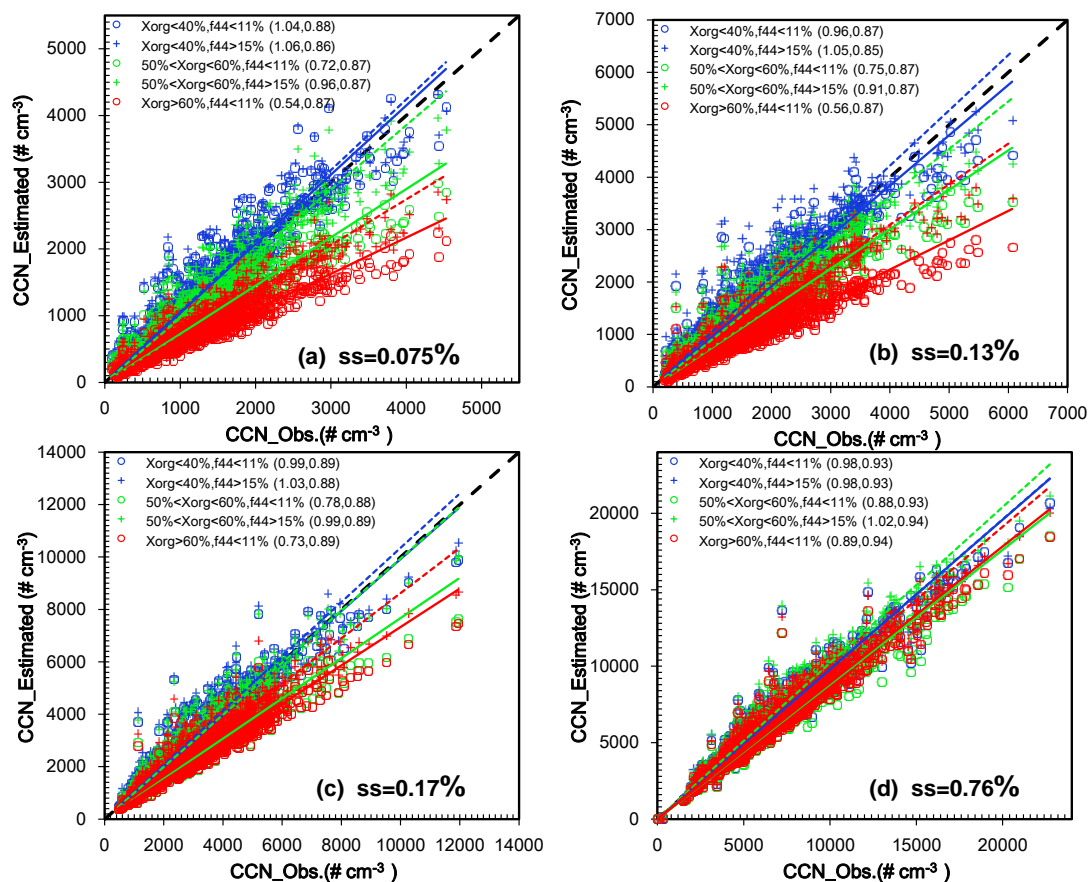 Xorg<40%,f44<11% (1.04,0.88)
Xorg<40%,f44>15% (1.06,0.86)
50%<Xorg<60%,f44<11% (0.72,0.87)
50%<Xorg<60%,f44>15% (0.96,0.87)
Xorg>60%,f44<11% (0.54,0.87)
5000
4000
3000
2000
1000
0
CCN_Estimated (# cm⁻³)
(a) ss=0.075%
0 1000 2000 3000 4000 5000
CCN_Obs.(# cm⁻³ )
Xorg<40%,f44<11% (0.96,0.87)
Xorg<40%,f44>15% (1.05,0.85)
50%<Xorg<60%,f44<11% (0.75,0.87)
50%<Xorg<60%,f44>15% (0.91,0.87)
Xorg>60%,f44<11% (0.56,0.87)
7000
6000
5000
4000
3000
2000
1000
0
CCN_Estimated (# cm⁻³)
(b) ss=0.13%
0 1000 2000 3000 4000 5000 6000 7000
CCN_Obs.(# cm⁻³ )
Xorg<40%,f44<11% (0.99,0.89)
Xorg<40%,f44>15% (1.03,0.88)
50%<Xorg<60%,f44<11% (0.78,0.88)
50%<Xorg<60%,f44>15% (0.99,0.89)
Xorg>60%,f44<11% (0.73,0.89)
14000
12000
10000
8000
6000
4000
2000
0
CCN_Estimated (# cm⁻³)
(c) ss=0.17%
0 2000 4000 6000 8000 10000 12000 14000
CCN_Obs.(# cm⁻³ )
Xorg<40%,f44<11% (0.98,0.93)
Xorg<40%,f44>15% (0.98,0.93)
50%<Xorg<60%,f44<11% (0.88,0.93)
50%<Xorg<60%,f44>15% (1.02,0.94)
Xorg>60%,f44<11% (0.89,0.94)
20000
15000
10000
5000
0
CCN_Estimated (# cm⁻³)
(d) ss=0.76%
0 5000 10000 15000 20000
CCN_Obs.(# cm⁻³ )